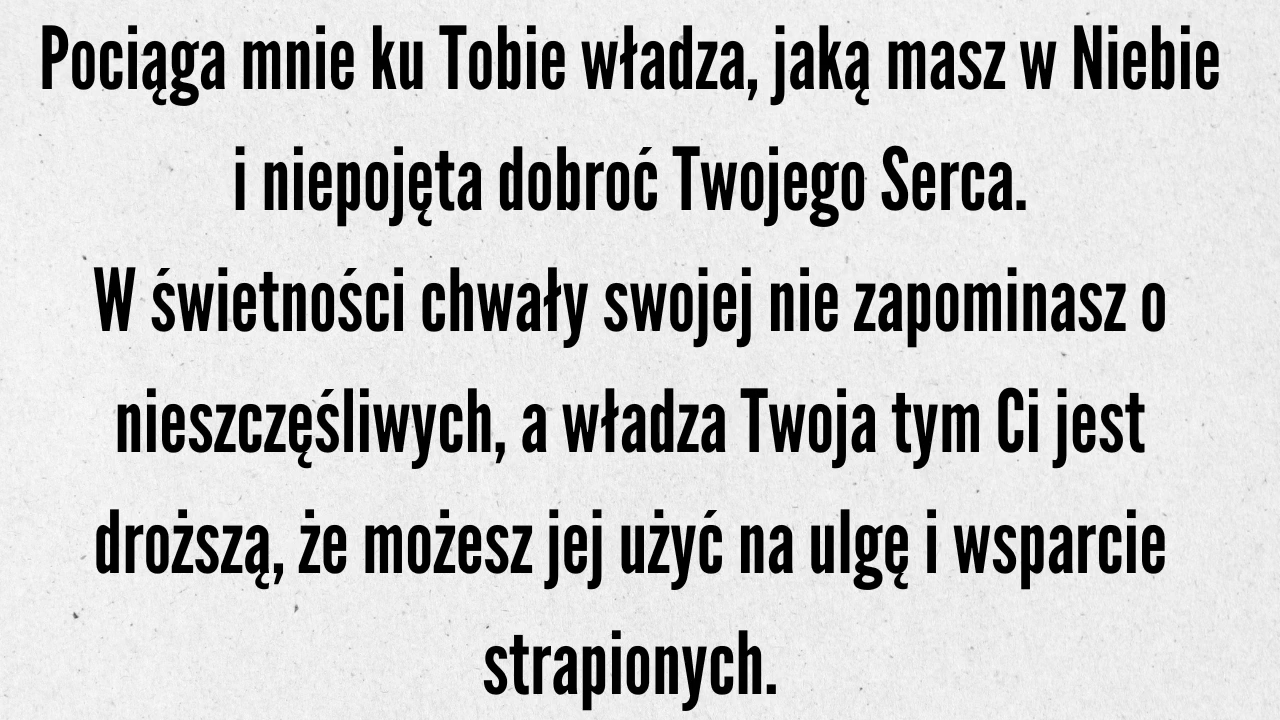 Pociąga mnie ku Tobie władza, jaką masz w Niebie
i niepojęta dobroć Twojego Serca.
W świetności chwały swojej nie zapominasz o
nieszczęśliwych, a władza Twoja tym Ci jest
droższą, że możesz jej użyć na ulgę i wsparcie
strapionych.